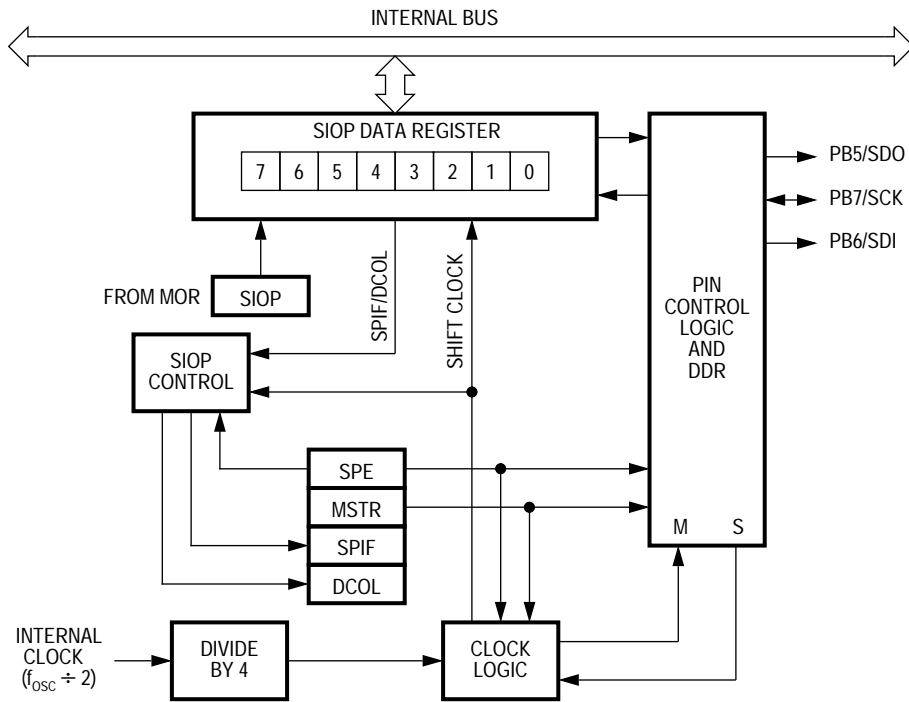 INTERNAL BUS
SIOP DATA REGISTER
7 6 5 4 3 2 1 0
PB5/SDO
PB7/SCK
PB6/SDI
PIN
CONTROL
LOGIC
AND
DDR
M S
FROM MOR
SIOP
SPIF/DCOL
SHIFT CLOCK
SIOP
CONTROL
SPE
MSTR
SPIF
DCOL
INTERNAL
CLOCK
(fOSC ÷ 2)
DIVIDE
BY 4
CLOCK
LOGIC